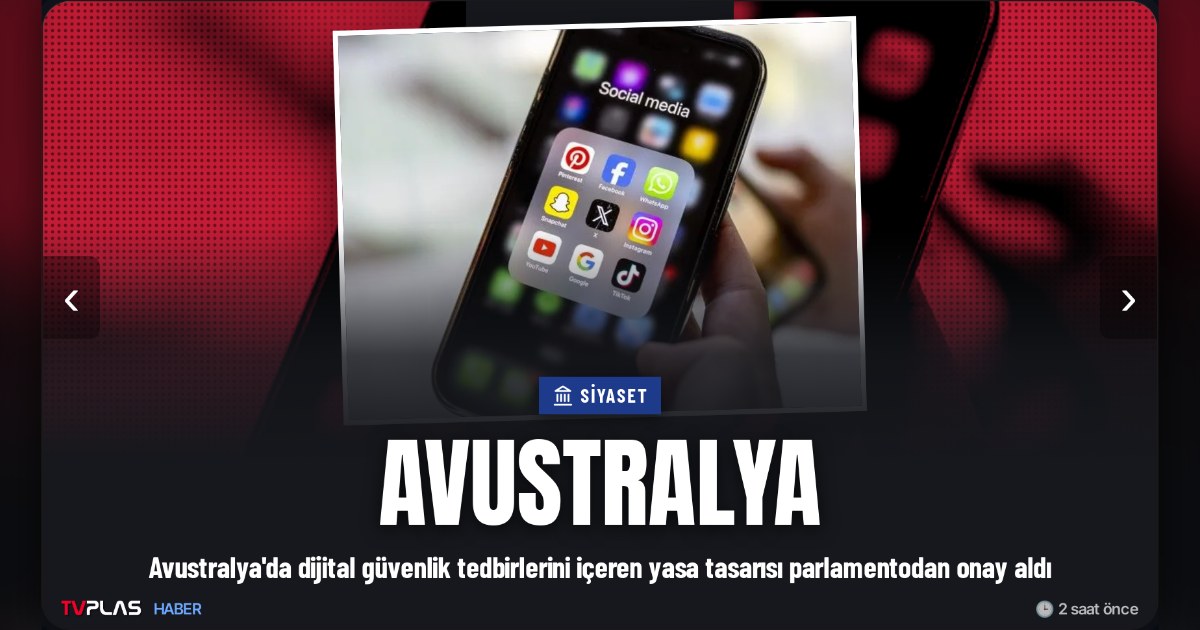 Social media
Pinterest
Facebook
WhatsApp
Snapchat
X
Instagram
YouTube
Google
TikTok
SİYASET
AVUSTRALYA
Avustralya'da dijital güvenlik tedbirlerini içeren yasa tasarısı parlamentodan onay aldı
TVPLAS HABER
2 saat önce